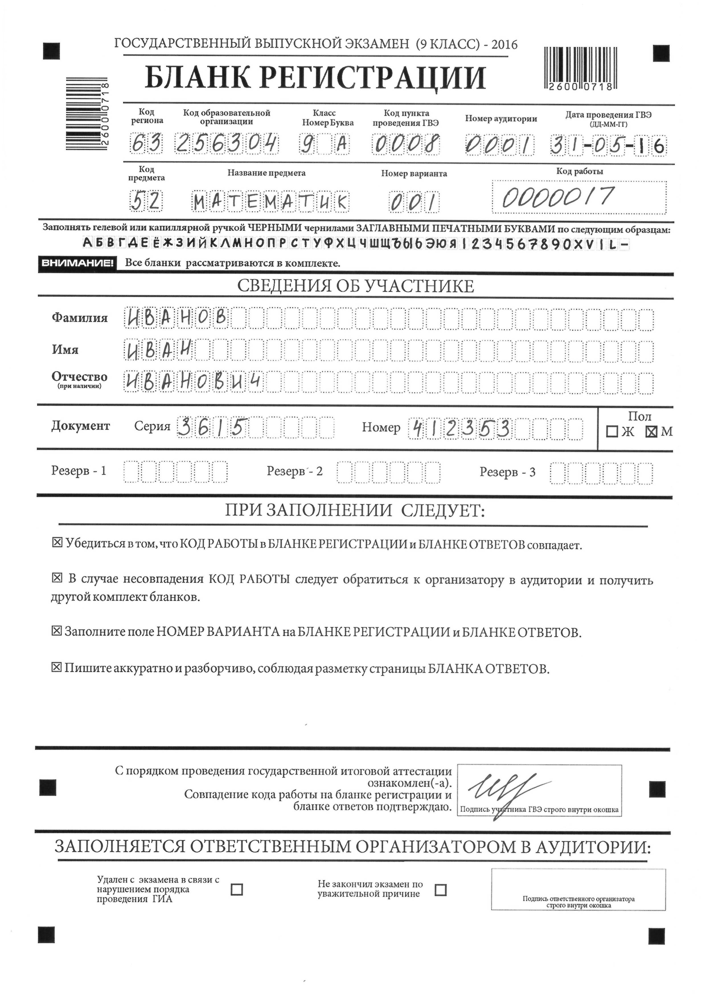 ГОСУДАРСТВЕННЫЙ ВЫПУСКНОЙ ЭКЗАМЕН (9 КЛАСС) - 2016
БЛАНК РЕГИСТРАЦИИ
2600 0718
2600 0718
Код региона
Код образовательной организации
Класс
Номер Буква
Код пункта проведения ГВЭ
Номер аудитории
Дата проведения ГВЭ
(ДД-ММ-ГГ)
63 256304 9 А 0008 0001 31-05-16
Код предмета
Название предмета
Номер варианта
Код работы
52 МАТЕМАТИК 001 0000017
Заполнять гелевой или капиллярной ручкой ЧЕРНЫМИ чернилами ЗАГЛАВНЫМИ ПЕЧАТНЫМИ БУКВАМИ по следующим образцам:
АБВГДЕЁЖЗИЙКЛМНОПРСТУФХЦЧШЩЪЫЬЭЮЯ1234567890XVIL-
ВНИМАНИЕ! Все бланки рассматриваются в комплекте.
СВЕДЕНИЯ ОБ УЧАСТНИКЕ
Фамилия ИВАНОВ
Имя ИВАН
Отчество ИВАНОВИЧ
(при наличии)
Документ Серия 3615 Номер 412353
Пол
Ж М
Резерв - 1 Резерв - 2 Резерв - 3
ПРИ ЗАПОЛНЕНИИ СЛЕДУЕТ:
Убедиться в том, что КОД РАБОТЫ в БЛАНКЕ РЕГИСТРАЦИИ и БЛАНКЕ ОТВЕТОВ совпадает.
В случае несовпадения КОД РАБОТЫ следует обратиться к организатору в аудитории и получить
другой комплект бланков.
Заполните поле НОМЕР ВАРИАНТА на БЛАНКЕ РЕГИСТРАЦИИ и БЛАНКЕ ОТВЕТОВ.
Пишите аккуратно и разборчиво, соблюдая разметку страницы БЛАНКА ОТВЕТОВ.
С порядком проведения государственной итоговой аттестации
ознакомлен(-а).
Совпадение кода работы на бланке регистрации и
бланке ответов подтверждаю.
Подпись участника ГВЭ строго внутри окошка
ЗАПОЛНЯЕТСЯ ОТВЕТСТВЕННЫМ ОРГАНИЗАТОРОМ В АУДИТОРИИ:
Удален с экзамена в связи с
нарушением порядка
проведения ГИА
Не закончил экзамен по
уважительной причине
Подпись ответственного организатора
строго внутри окошка